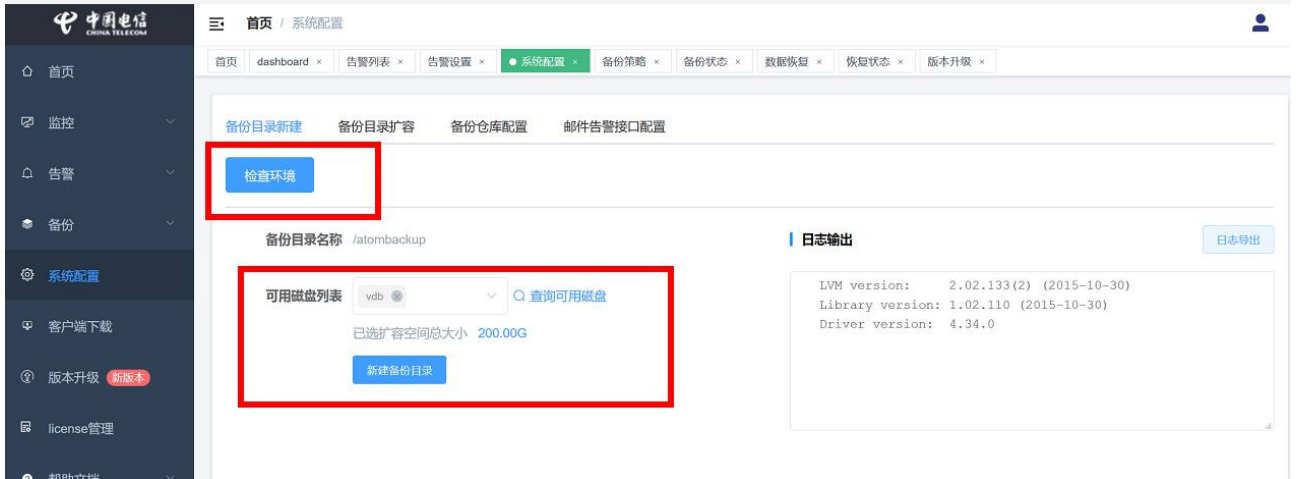 中国电信
CHINA TELECOM
首页 / 系统配置
首页 dashboard × 告警列表 × 告警设置 × 系统配置 × 备份策略 × 备份状态 × 数据恢复 × 恢复状态 × 版本升级 ×
首页
监控
告警
备份
系统配置
客户端下载
版本升级 新版本
license管理
帮助文档
备份目录新建 备份目录扩容 备份仓库配置 邮件告警接口配置
检查环境
备份目录名称 /atombackup
可用磁盘列表 vdb 查询可用磁盘
已选扩容空间总大小 200.00G
新建备份目录
日志输出 日志导出
LVM version: 2.02.133(2) (2015-10-30)
Library version: 1.02.110 (2015-10-30)
Driver version: 4.34.0